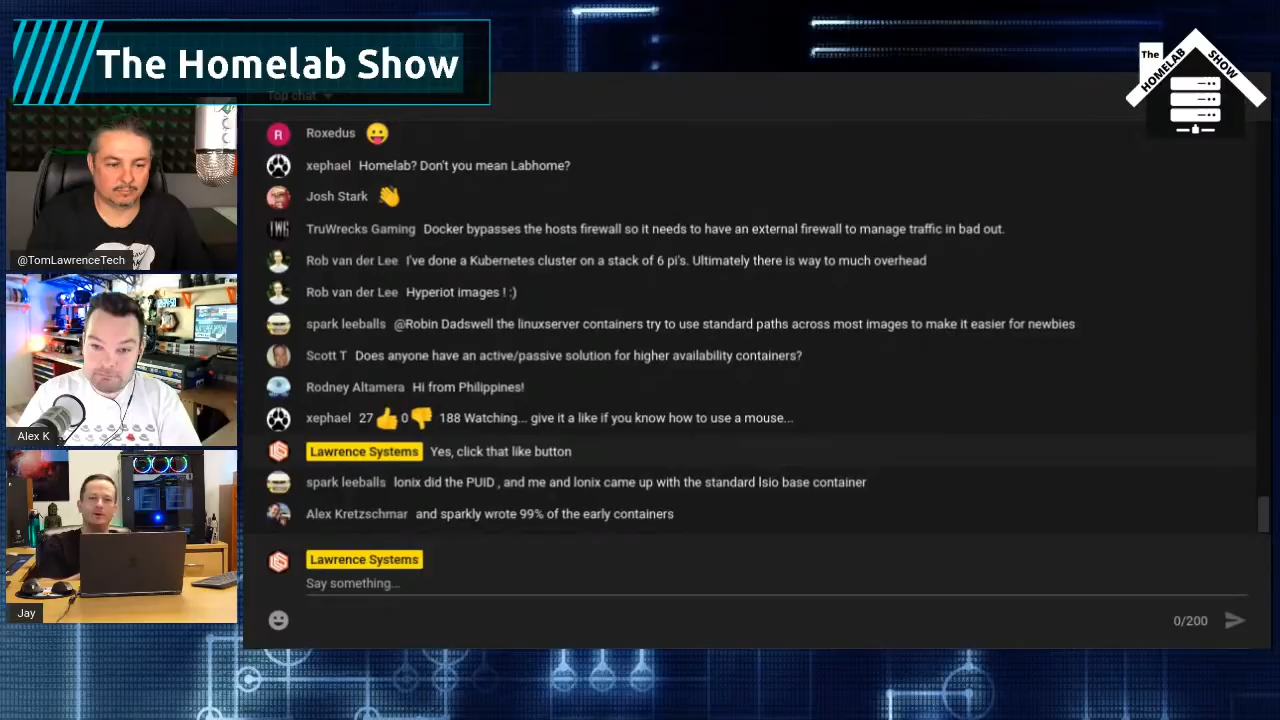 The Homelab Show
The
HOMELAB
SHOW
Top chat
@TomLawrenceTech
Alex K
Jay
R
Roxedus 😛
xephael Homelab? Don't you mean Labhome?
Josh Stark 👋
TruWrecks Gaming Docker bypasses the hosts firewall so it needs to have an external firewall to manage traffic in bad out.
Rob van der Lee I've done a Kubernetes cluster on a stack of 6 pi's. Ultimately there is way to much overhead
Rob van der Lee Hyperiot images ! :)
spark leeballs @Robin Dadswell the linuxserver containers try to use standard paths across most images to make it easier for newbies
Scott T Does anyone have an active/passive solution for higher availability containers?
Rodney Altamera Hi from Philippines!
xephael 27 👍 0 👎 188 Watching... give it a like if you know how to use a mouse...
Lawrence Systems Yes, click that like button
spark leeballs lonix did the PUID , and me and lonix came up with the standard lsio base container
Alex Kretzschmar and sparkly wrote 99% of the early containers
Lawrence Systems
Say something...
0/200